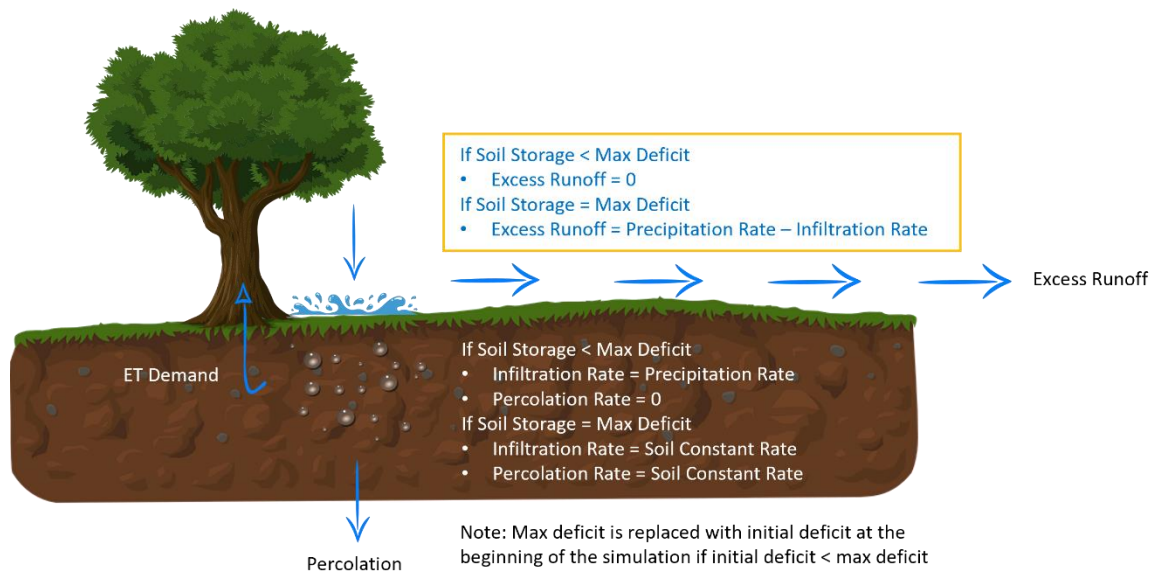 If Soil Storage < Max Deficit
• Excess Runoff = 0
If Soil Storage = Max Deficit
• Excess Runoff = Precipitation Rate – Infiltration Rate
Excess Runoff
ET Demand
If Soil Storage < Max Deficit
• Infiltration Rate = Precipitation Rate
• Percolation Rate = 0
If Soil Storage = Max Deficit
• Infiltration Rate = Soil Constant Rate
• Percolation Rate = Soil Constant Rate
Percolation
Note: Max deficit is replaced with initial deficit at the
beginning of the simulation if initial deficit < max deficit